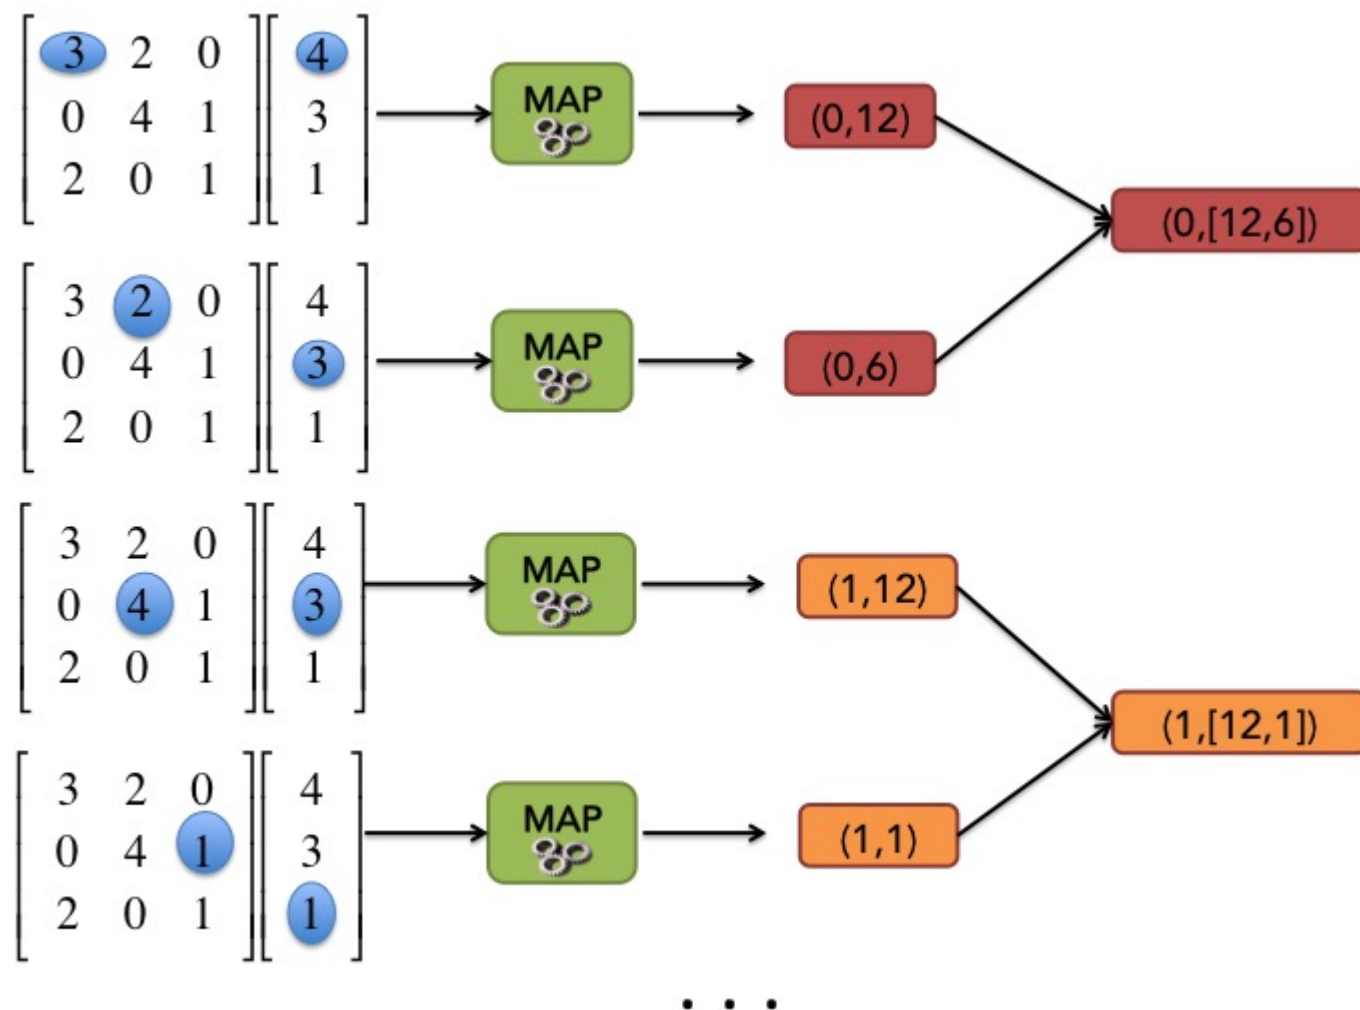 3 2 0 4
0 4 1 3
2 0 1 1
MAP
(0,12)
(0,[12,6])
3 2 0 4
0 4 1 3
2 0 1 1
MAP
(0,6)
3 2 0 4
0 4 1 3
2 0 1 1
MAP
(1,12)
(1,[12,1])
3 2 0 4
0 4 1 3
2 0 1 1
MAP
(1,1)
. . .